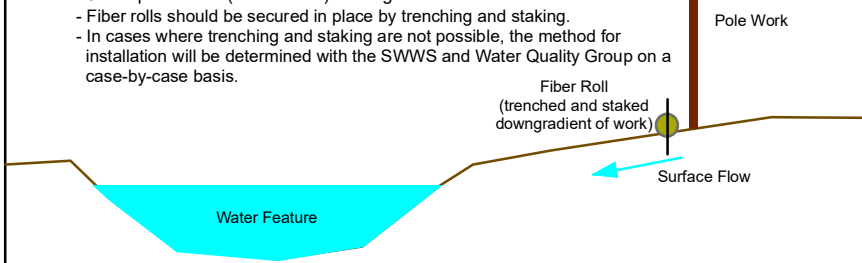 - Fiber rolls should be secured in place by trenching and staking.
- In cases where trenching and staking are not possible, the method for
installation will be determined with the SWWS and Water Quality Group on a
case-by-case basis.
Pole Work
Fiber Roll
(trenched and staked
downgradient of work)
Surface Flow
Water Feature